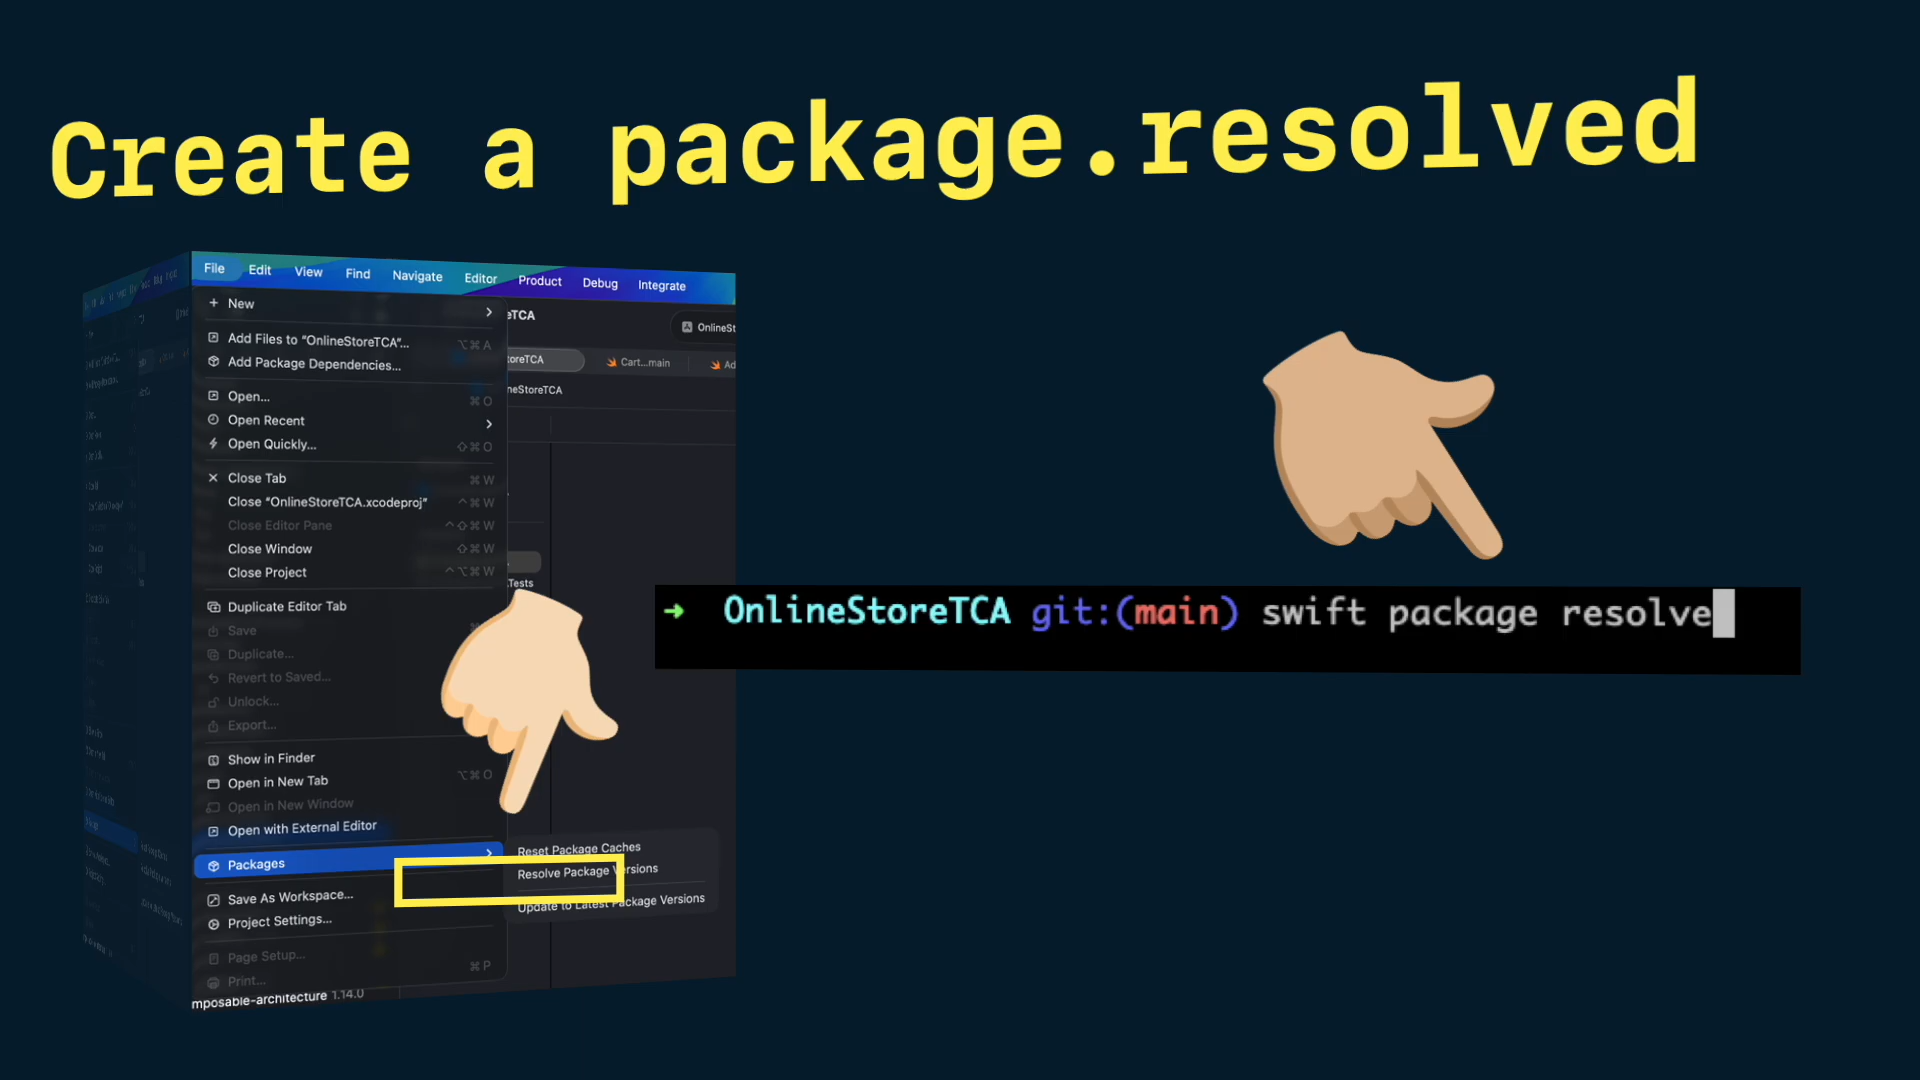 Create a package.resolved
File Edit View Find Navigate Editor Product Debug Integrate
New
Add Files to “OnlineStoreTCA”... ⌥⌘A
Add Package Dependencies...
Open... ⌘O
Open Recent
Open Quickly... ⇧⌘O
Close Tab ⌘W
Close “OnlineStoreTCA.xcodeproj” ^⌘W
Close Editor Pane ^⇧⌘W
Close Window ⇧⌘W
Close Project ^⌥⌘W
Duplicate Editor Tab
Save
Duplicate...
Revert to Saved...
Unlock...
Export...
Show in Finder
Open in New Tab ⌥⌘O
Open in New Window
Open with External Editor
Packages
Save As Workspace...
Project Settings...
Page Setup...
Print... ⌘P
mposable-architecture 1.14.0
Reset Package Caches
Resolve Package Versions
Update to Latest Package Versions
eTCA
OnlineSt
oreTCA Cart...main Ad
neStoreTCA
.Tests
➜ OnlineStoreTCA git:(main) swift package resolve